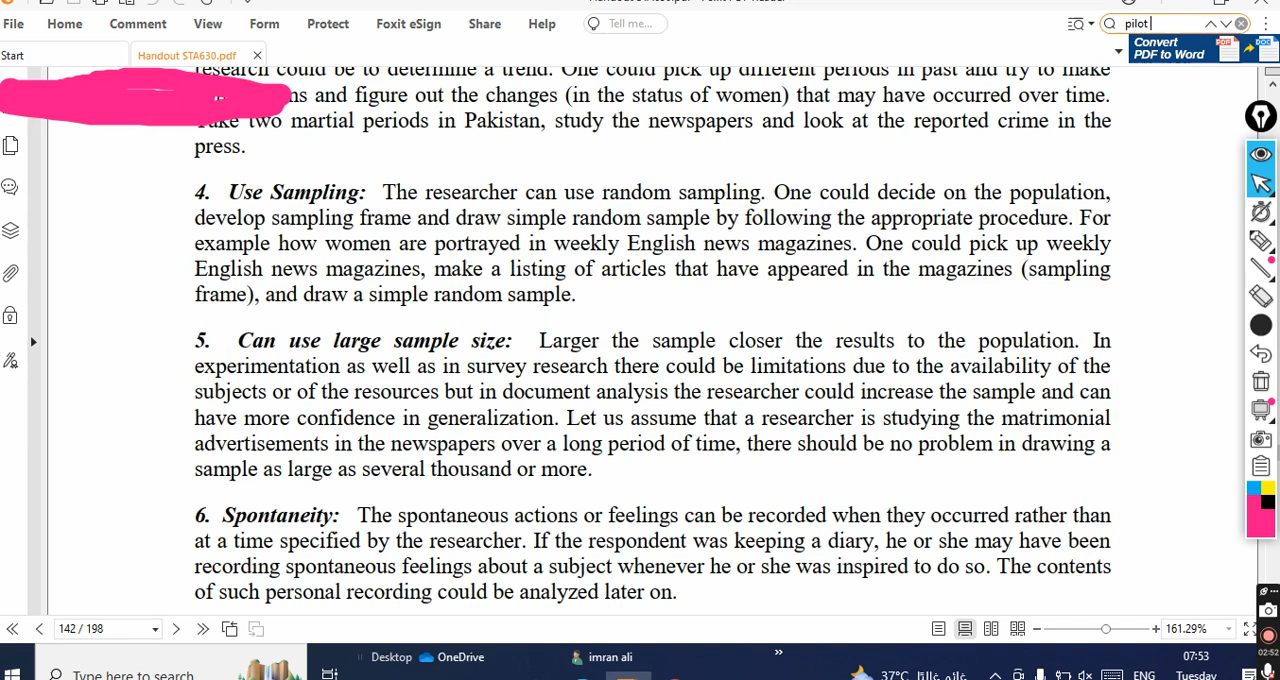 File Home Comment View Form Protect Foxit eSign Share Help Tell me... pilot
Convert
PDF to Word
Start Handout STA630.pdf
research could be to determine a trend. One could pick up different periods in past and try to make
and figure out the changes (in the status of women) that may have occurred over time.
Take two martial periods in Pakistan, study the newspapers and look at the reported crime in the
press.
4. Use Sampling: The researcher can use random sampling. One could decide on the population,
develop sampling frame and draw simple random sample by following the appropriate procedure. For
example how women are portrayed in weekly English news magazines. One could pick up weekly
English news magazines, make a listing of articles that have appeared in the magazines (sampling
frame), and draw a simple random sample.
5. Can use large sample size: Larger the sample closer the results to the population. In
experimentation as well as in survey research there could be limitations due to the availability of the
subjects or of the resources but in document analysis the researcher could increase the sample and can
have more confidence in generalization. Let us assume that a researcher is studying the matrimonial
advertisements in the newspapers over a long period of time, there should be no problem in drawing a
sample as large as several thousand or more.
6. Spontaneity: The spontaneous actions or feelings can be recorded when they occurred rather than
at a time specified by the researcher. If the respondent was keeping a diary, he or she may have been
recording spontaneous feelings about a subject whenever he or she was inspired to do so. The contents
of such personal recording could be analyzed later on.
142 / 198 161.29%
02:52
Desktop OneDrive imran ali 07:53
Type here to search 37°C ENG Tuesday